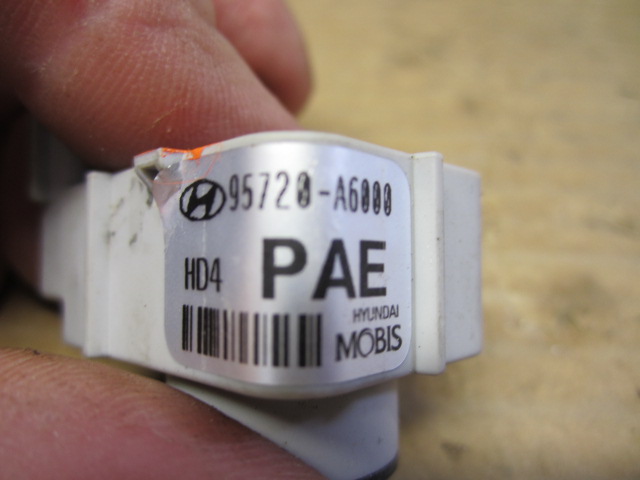 95720-A6000
HD4 PAE
HYUNDAI
MOBIS